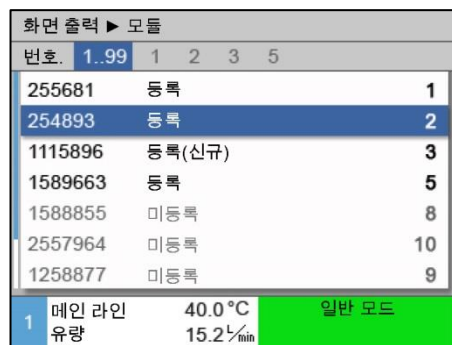 화면 출력 ▶ 모듈
번호. 1..99 1 2 3 5
255681 등록 1
254893 등록 2
1115896 등록(신규) 3
1589663 등록 5
1588855 미등록 8
2557964 미등록 10
1258877 미등록 9
1 메인 라인 40.0 °C 일반 모드
유량 15.2 L/min